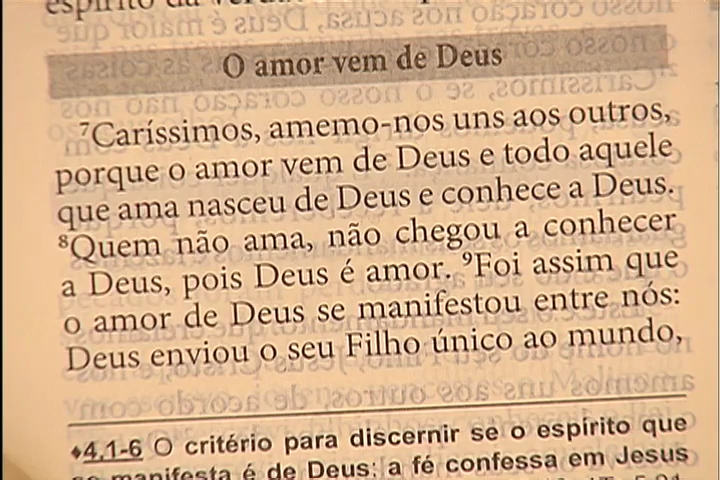 espírito da
O amor vem de Deus
⁷Caríssimos, amemo-nos uns aos outros,
porque o amor vem de Deus e todo aquele
que ama nasceu de Deus e conhece a Deus.
⁸Quem não ama, não chegou a conhecer
a Deus, pois Deus é amor. ⁹Foi assim que
o amor de Deus se manifestou entre nós:
Deus enviou o seu Filho único ao mundo,
♦4,1-6 O critério para discernir se o espírito que
se manifesta é de Deus: a fé confessa em Jesus